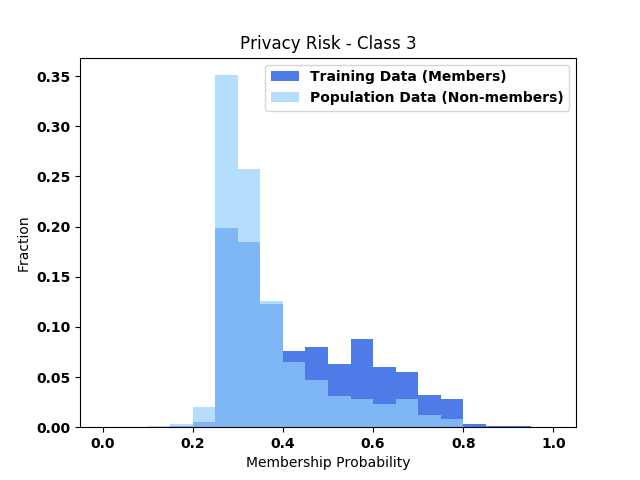 Privacy Risk - Class 3
Training Data (Members)
Population Data (Non-members)
0.35
0.30
0.25
0.20
0.15
0.10
0.05
0.00
Fraction
0.0 0.2 0.4 0.6 0.8 1.0
Membership Probability